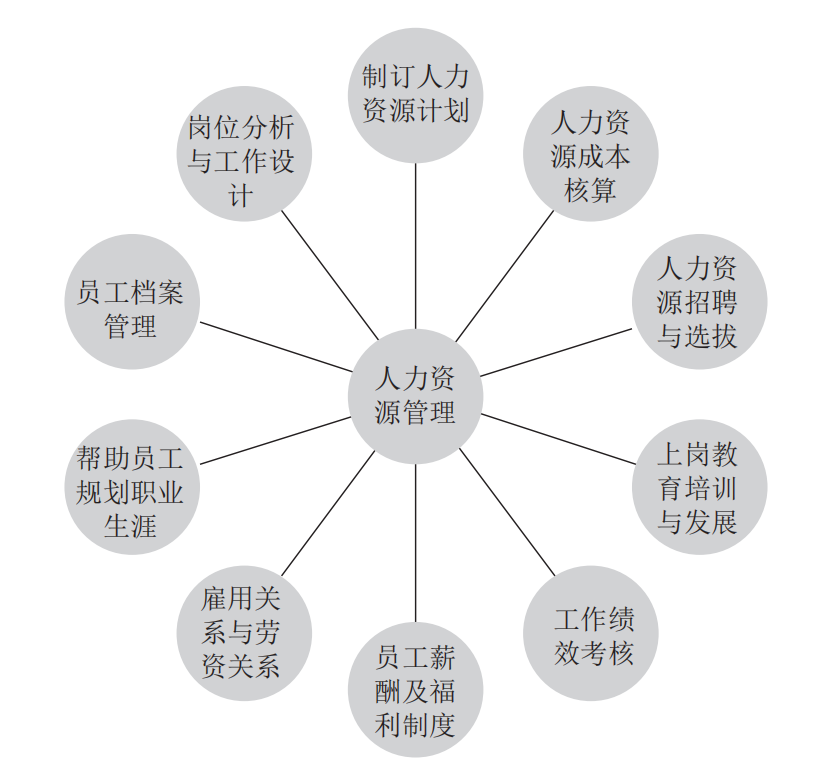 制订人力
资源计划
人力资
源成本
核算
人力资
源招聘
与选拔
上岗教
育培训
与发展
工作绩
效考核
员工薪
酬及福
利制度
雇用关
系与劳
资关系
帮助员工
规划职业
生涯
员工档案
管理
岗位分析
与工作设
计
人力资
源管理